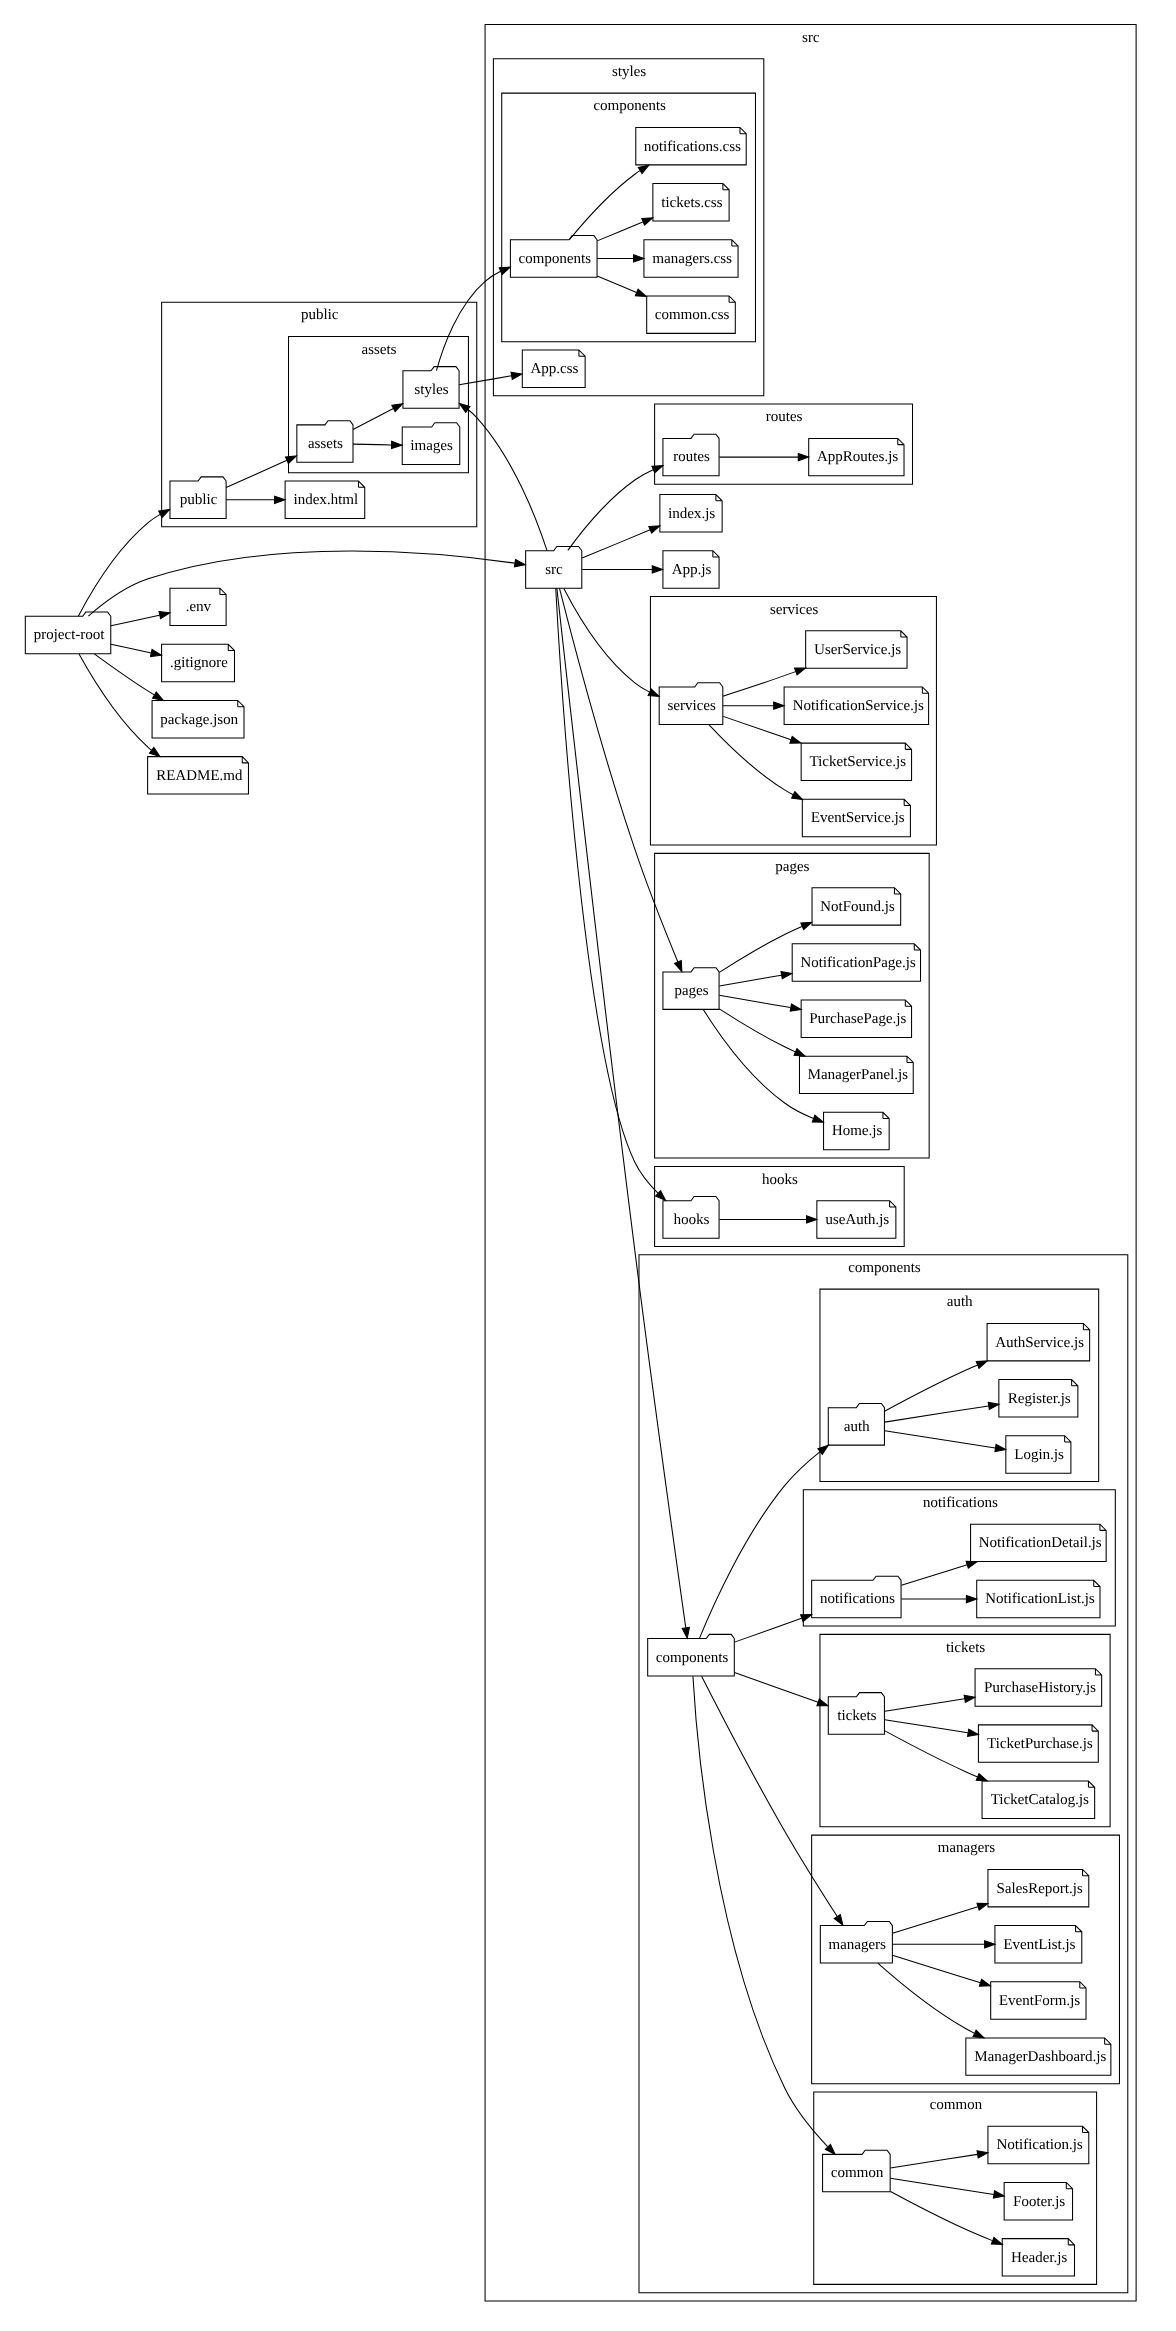 src
styles
components
notifications.css
tickets.css
components
managers.css
common.css
App.css
public
assets
styles
assets
images
public
index.html
routes
routes
AppRoutes.js
index.js
src
App.js
project-root
.env
.gitignore
package.json
README.md
services
UserService.js
services
NotificationService.js
TicketService.js
EventService.js
pages
NotFound.js
NotificationPage.js
pages
PurchasePage.js
ManagerPanel.js
Home.js
hooks
hooks
useAuth.js
components
auth
AuthService.js
Register.js
auth
Login.js
notifications
NotificationDetail.js
notifications
NotificationList.js
components
tickets
PurchaseHistory.js
tickets
TicketPurchase.js
TicketCatalog.js
managers
SalesReport.js
managers
EventList.js
EventForm.js
ManagerDashboard.js
common
Notification.js
common
Footer.js
Header.js